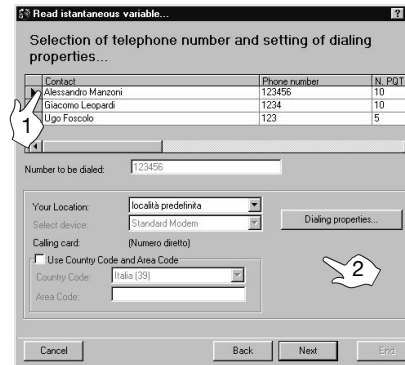 Read istantaneous variable...
?
Selection of telephone number and setting of dialing
properties...
Contact Phone number N. PQT
Alessandro Manzoni 123456 10
Giacomo Leopardi 1234 10
Ugo Foscolo 123 5
1
Number to be dialed: 123456
Your Location: località predefinita
Select device: Standard Modem
Dialing properties...
Calling card: (Numero diretto)
Use Country Code and Area Code
Country Code: Italia (39)
Area Code:
2
Cancel Back Next End